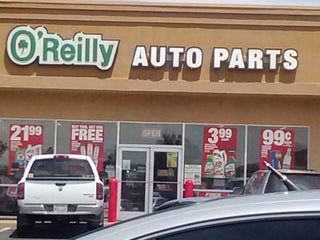 O'Reilly AUTO PARTS
OPEN
21.99
FREE
3.99
99¢